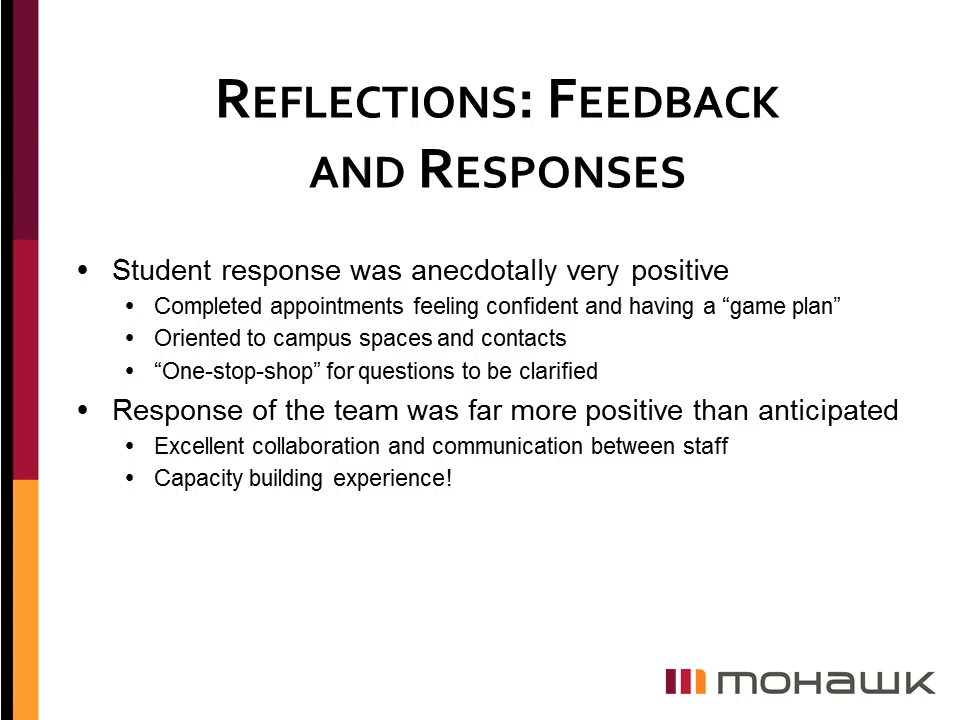 REFLECTIONS: FEEDBACK
AND RESPONSES
• Student response was anecdotally very positive
• Completed appointments feeling confident and having a “game plan”
• Oriented to campus spaces and contacts
• “One-stop-shop” for questions to be clarified
• Response of the team was far more positive than anticipated
• Excellent collaboration and communication between staff
• Capacity building experience!
mohawk